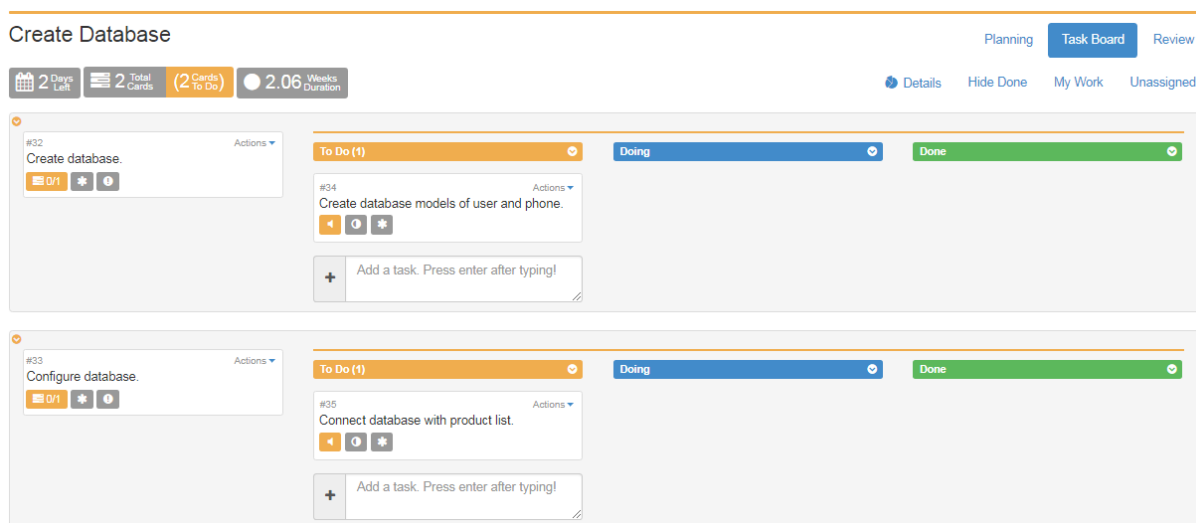 Create Database
Planning
Task Board
Review
2 Days Left
2 Total Cards
(2 Cards To Do)
2.06 Weeks Duration
Details
Hide Done
My Work
Unassigned
#32
Actions
Create database.
0/1
To Do (1)
Doing
Done
#34
Actions
Create database models of user and phone.
Add a task. Press enter after typing!
#33
Actions
Configure database.
0/1
To Do (1)
Doing
Done
#35
Actions
Connect database with product list.
Add a task. Press enter after typing!